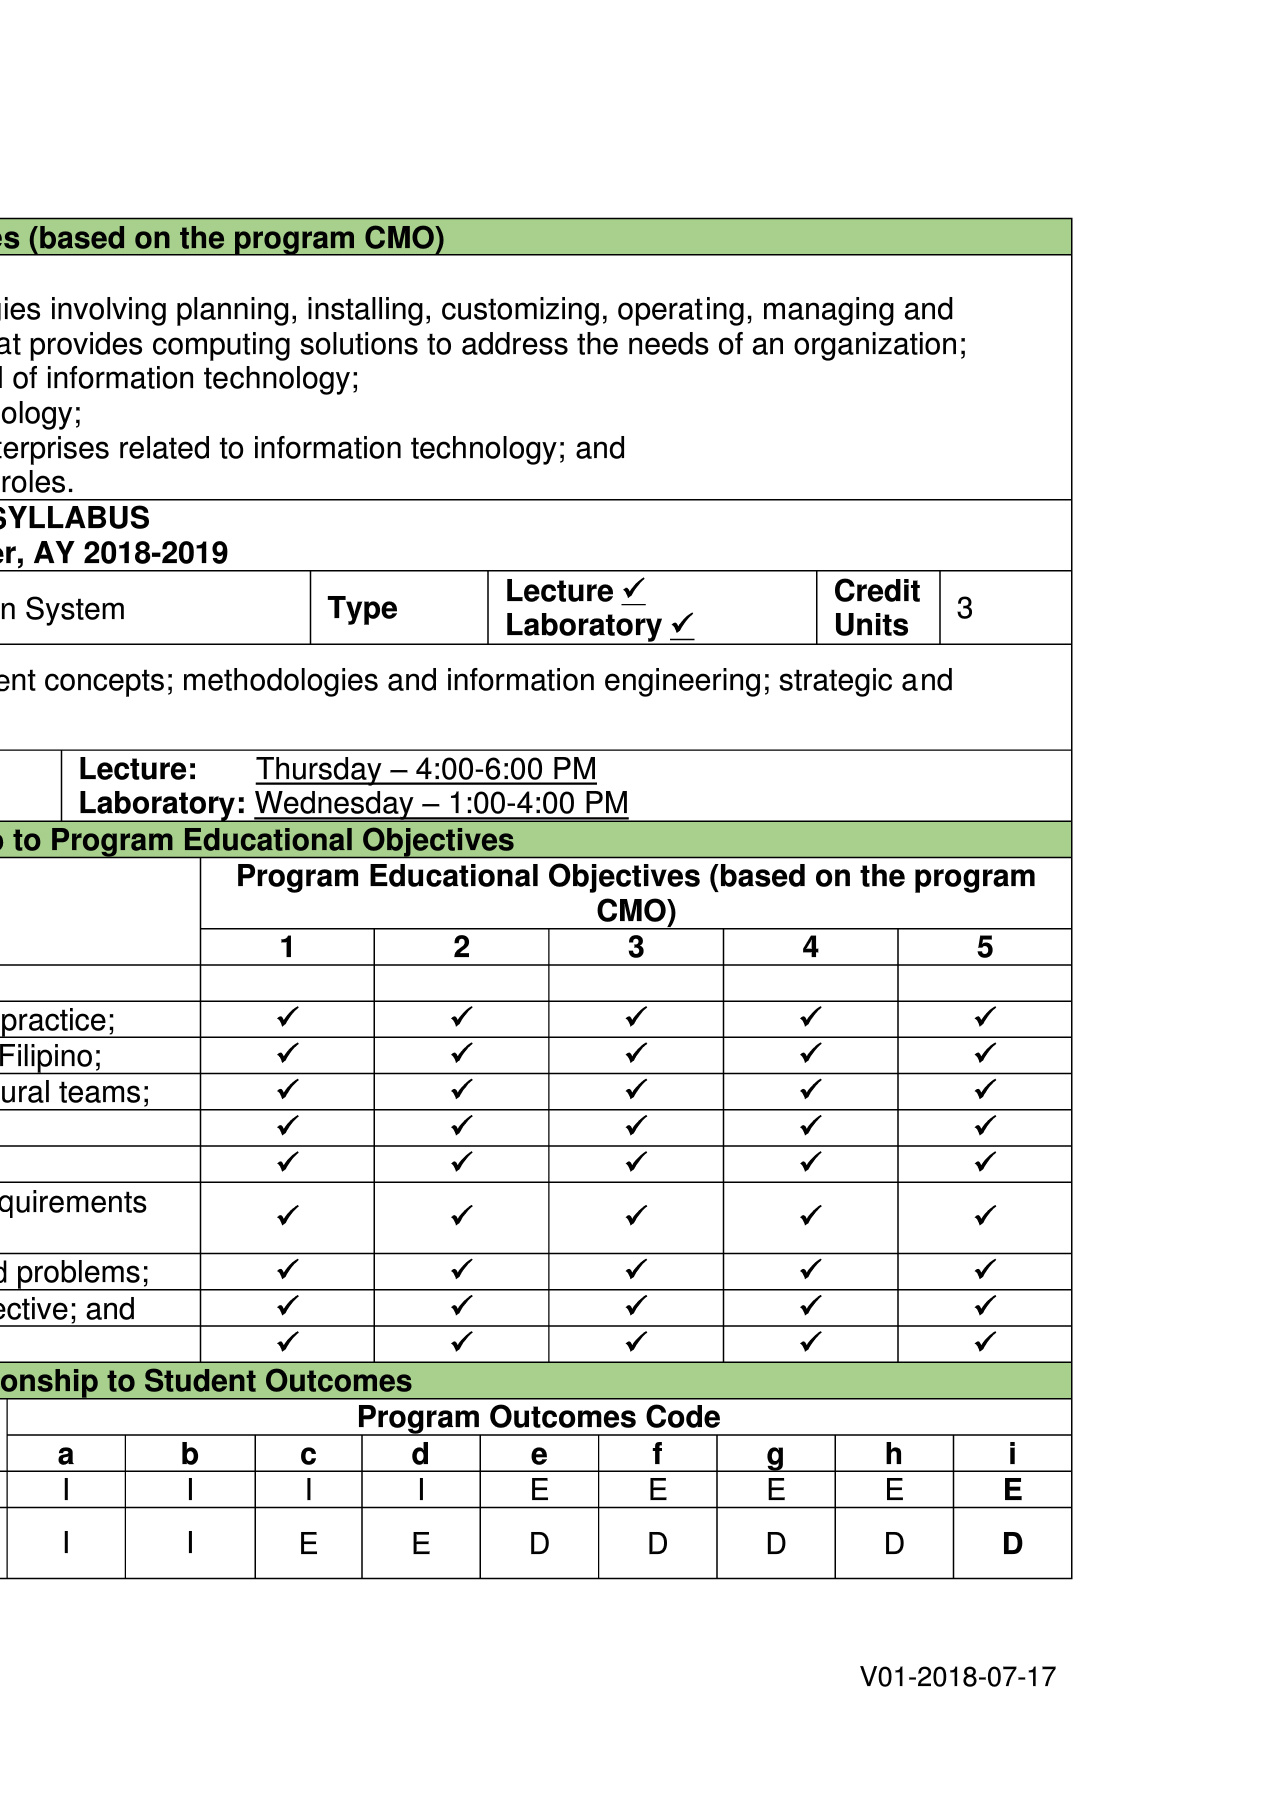 es (based on the program CMO)
gies involving planning, installing, customizing, operating, managing and
at provides computing solutions to address the needs of an organization;
l of information technology;
ology;
terprises related to information technology; and
roles.
SYLLABUS
er, AY 2018-2019
n System Type Lecture ✓ Credit 3
Laboratory ✓ Units
ent concepts; methodologies and information engineering; strategic and
Lecture: Thursday – 4:00-6:00 PM
Laboratory: Wednesday – 1:00-4:00 PM
p to Program Educational Objectives
Program Educational Objectives (based on the program
CMO)
1 2 3 4 5
practice; ✓ ✓ ✓ ✓ ✓
Filipino; ✓ ✓ ✓ ✓ ✓
ural teams; ✓ ✓ ✓ ✓ ✓
✓ ✓ ✓ ✓ ✓
✓ ✓ ✓ ✓ ✓
quirements ✓ ✓ ✓ ✓ ✓
d problems; ✓ ✓ ✓ ✓ ✓
ective; and ✓ ✓ ✓ ✓ ✓
✓ ✓ ✓ ✓ ✓
onship to Student Outcomes
Program Outcomes Code
a b c d e f g h i
I I I I E E E E E
I I E E D D D D D
V01-2018-07-17